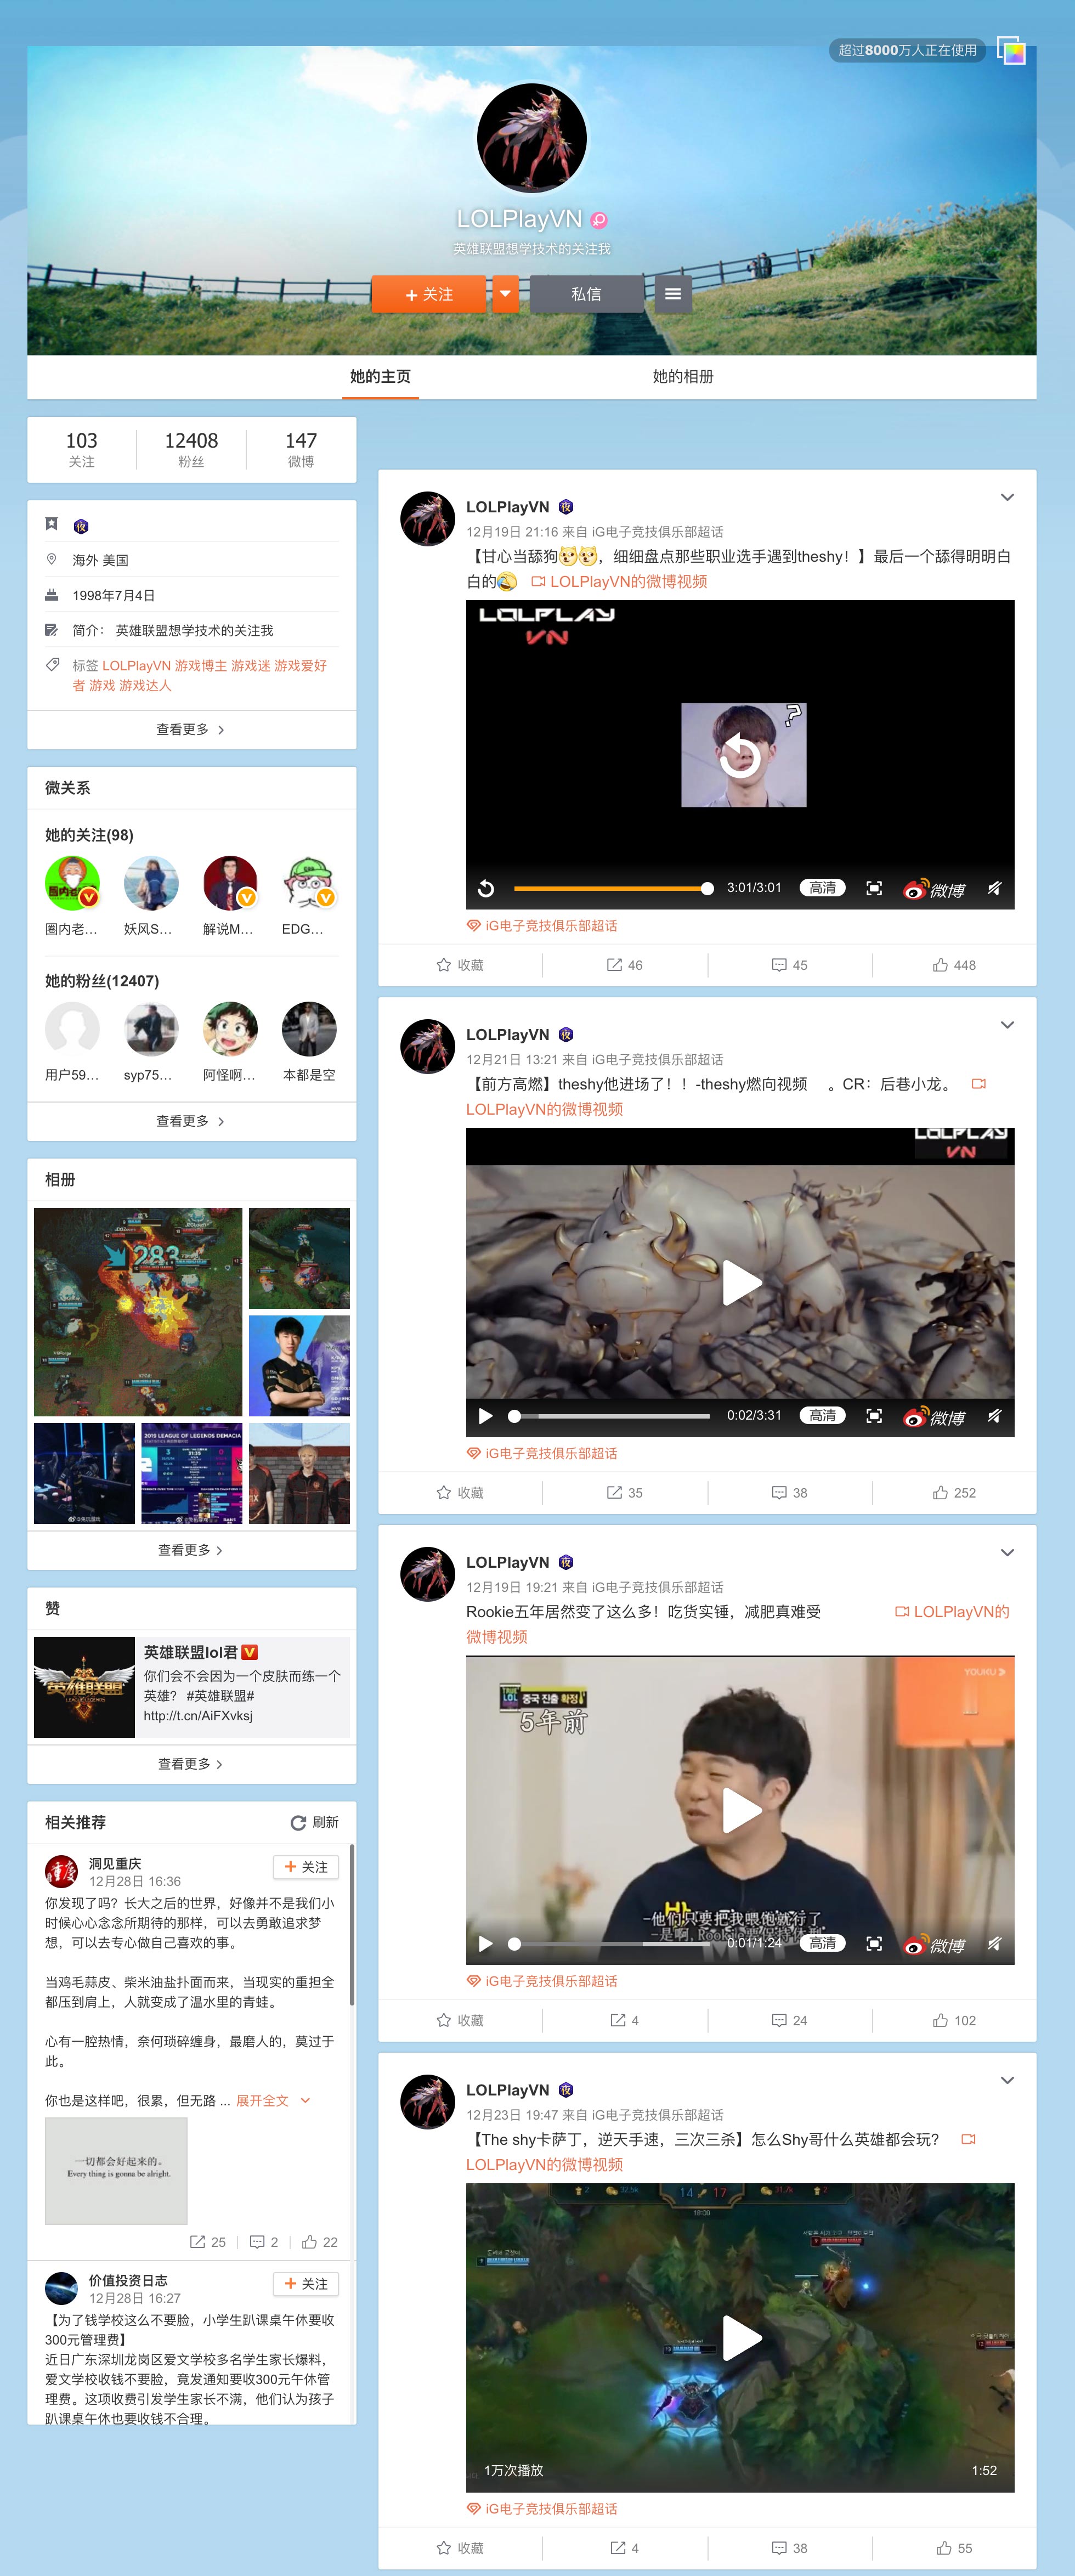 超过8000万人正在使用
LOLPlayVN
英雄联盟想学技术的关注我
+ 关注
私信
她的主页
她的相册
103
关注
12408
粉丝
147
微博
夜
海外 美国
1998年7月4日
简介： 英雄联盟想学技术的关注我
标签 LOLPlayVN 游戏博主 游戏迷 游戏爱好
者 游戏 游戏达人
查看更多
微关系
她的关注(98)
圈内老...
妖风S...
解说M...
EDG...
她的粉丝(12407)
用户59...
syp75...
阿怪啊...
本都是空
查看更多
相册
283
2019 LEAGUE OF LEGENDS DEMACIA
查看更多
赞
英雄联盟
英雄联盟lol君
你们会不会因为一个皮肤而练一个
英雄？ #英雄联盟#
http://t.cn/AiFXvksj
查看更多
相关推荐
刷新
重庆
洞见重庆
12月28日 16:36
+ 关注
你发现了吗？长大之后的世界，好像并不是我们小
时候心心念念所期待的那样，可以去勇敢追求梦
想，可以去专心做自己喜欢的事。
当鸡毛蒜皮、柴米油盐扑面而来，当现实的重担全
都压到肩上，人就变成了温水里的青蛙。
心有一腔热情，奈何琐碎缠身，最磨人的，莫过于
此。
你也是这样吧，很累，但无路 ... 展开全文
一切都会好起来的。
Every thing is gonna be alright.
25
2
22
价值投资日志
12月28日 16:27
+ 关注
【为了钱学校这么不要脸，小学生趴课桌午休要收
300元管理费】
近日广东深圳龙岗区爱文学校多名学生家长爆料，
爱文学校收钱不要脸，竟发通知要收300元午休管
理费。这项收费引发学生家长不满，他们认为孩子
趴课桌午休也要收钱不合理。
LOLPlayVN 夜
12月19日 21:16 来自 iG电子竞技俱乐部超话
【甘心当舔狗，细细盘点那些职业选手遇到theshy！】最后一个舔得明明白
白的 LOLPlayVN的微博视频
LOLPLAY
VN
?
3:01/3:01
高清
微博
iG电子竞技俱乐部超话
收藏
46
45
448
LOLPlayVN 夜
12月21日 13:21 来自 iG电子竞技俱乐部超话
【前方高燃】theshy他进场了！！-theshy燃向视频 。CR：后巷小龙。
LOLPlayVN的微博视频
LOLPLAY
VN
0:02/3:31
高清
微博
iG电子竞技俱乐部超话
收藏
35
38
252
LOLPlayVN 夜
12月19日 19:21 来自 iG电子竞技俱乐部超话
Rookie五年居然变了这么多！吃货实锤，减肥真难受 LOLPlayVN的
微博视频
YOUKU
TRUE LOL
중국 진출 확정!
5年前
-他们只要把我喂饱就行了
0:01/1:24
高清
微博
iG电子竞技俱乐部超话
收藏
4
24
102
LOLPlayVN 夜
12月23日 19:47 来自 iG电子竞技俱乐部超话
【The shy卡萨丁，逆天手速，三次三杀】怎么Shy哥什么英雄都会玩？
LOLPlayVN的微博视频
2
32.5k
14
17
31.7k
2
18:00
1万次播放
1:52
iG电子竞技俱乐部超话
收藏
4
38
55